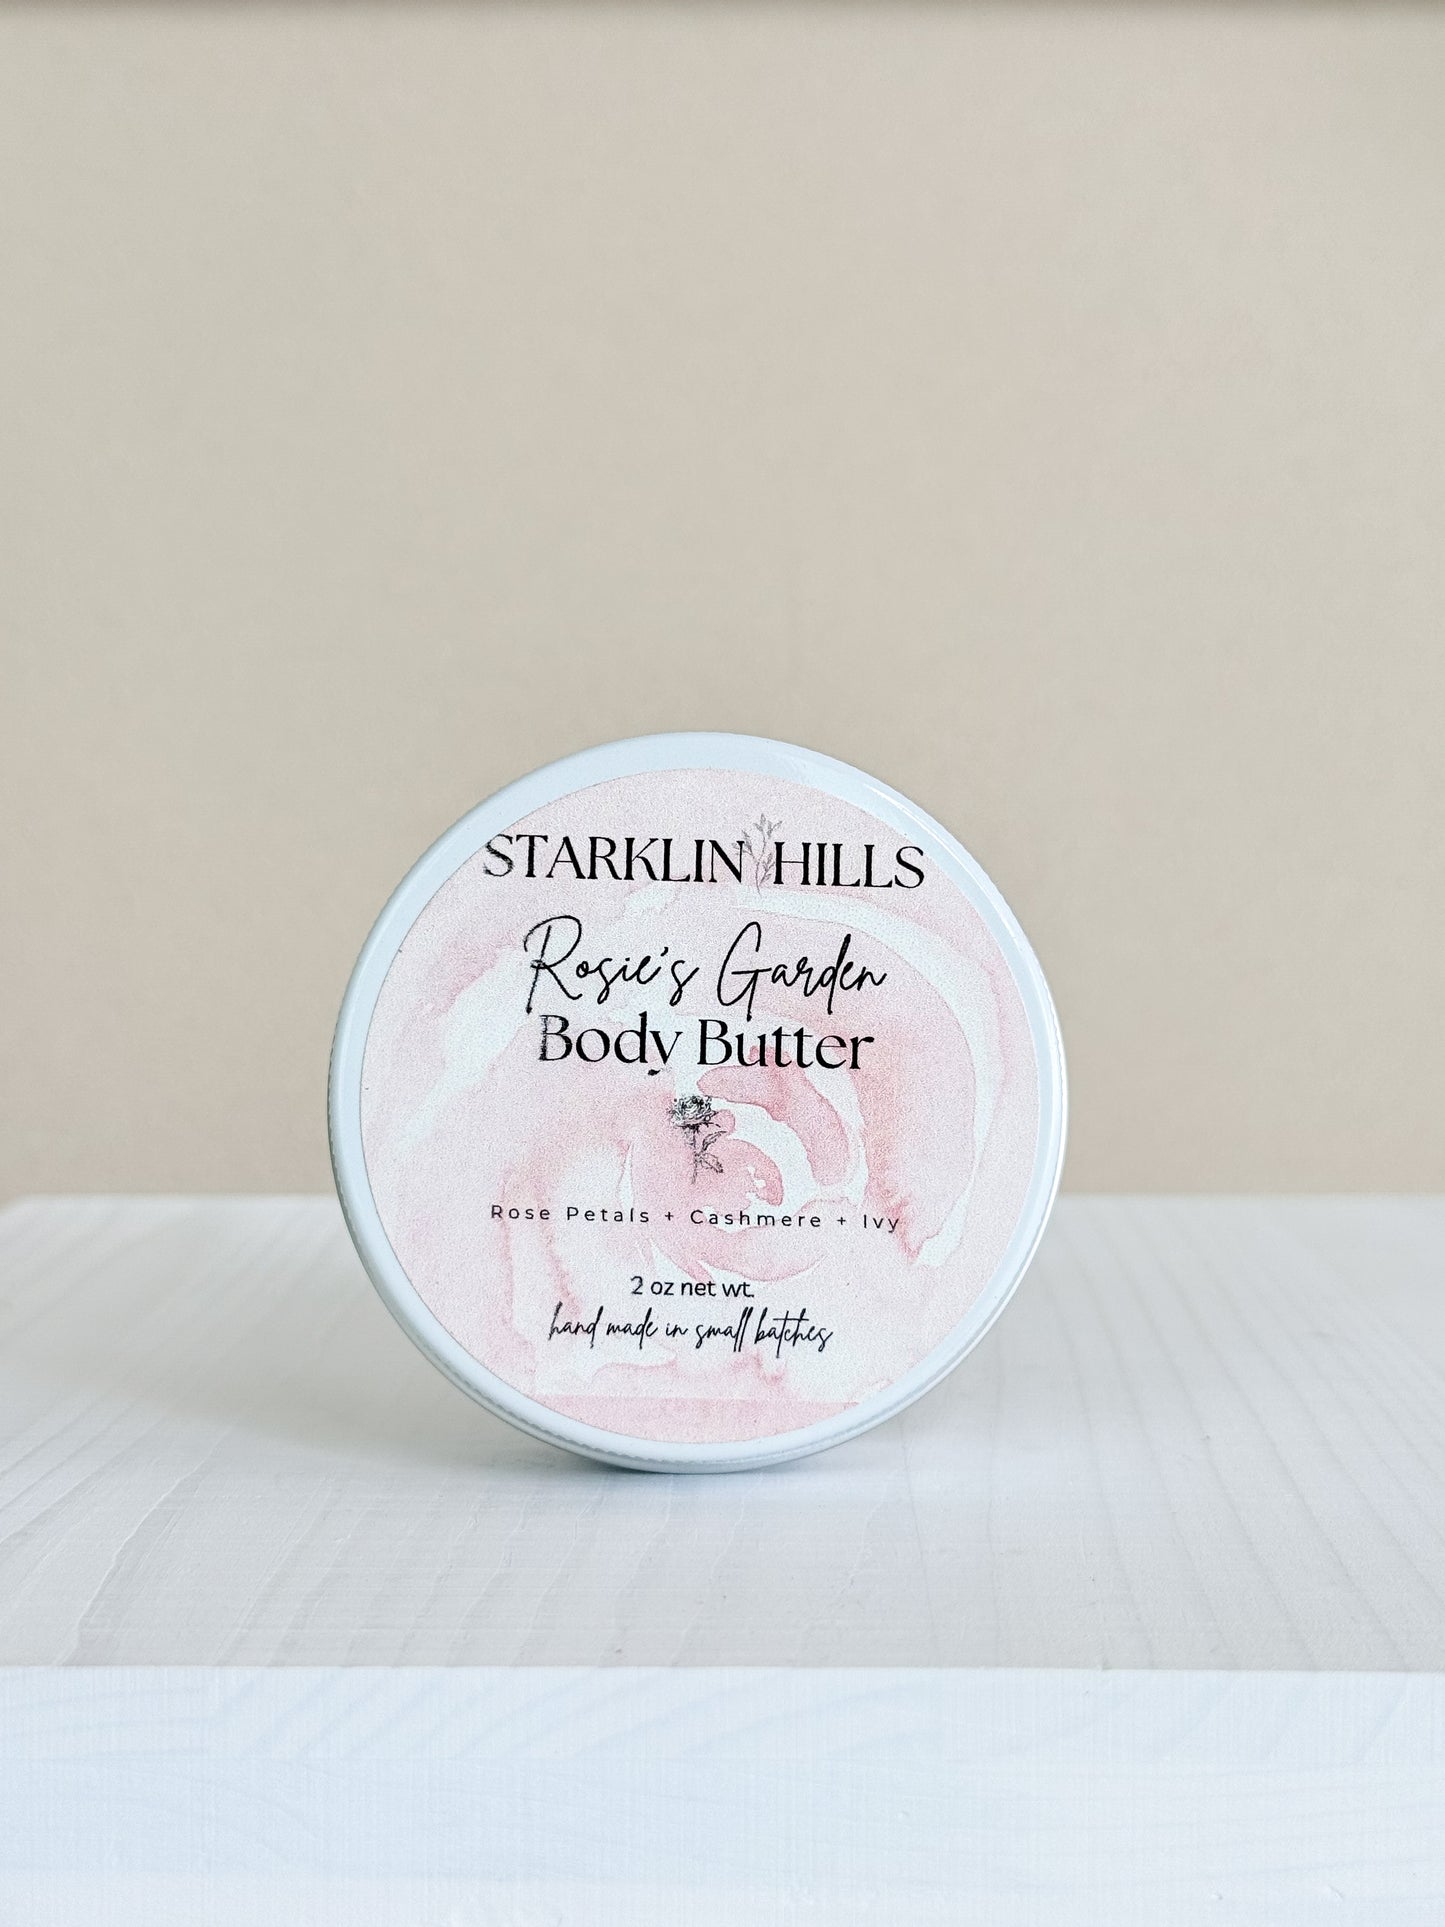 STARKLIN HILLS
Rosie's Garden
Body Butter
Rose Petals + Cashmere + Ivy
2 oz net wt.
hand made in small batches